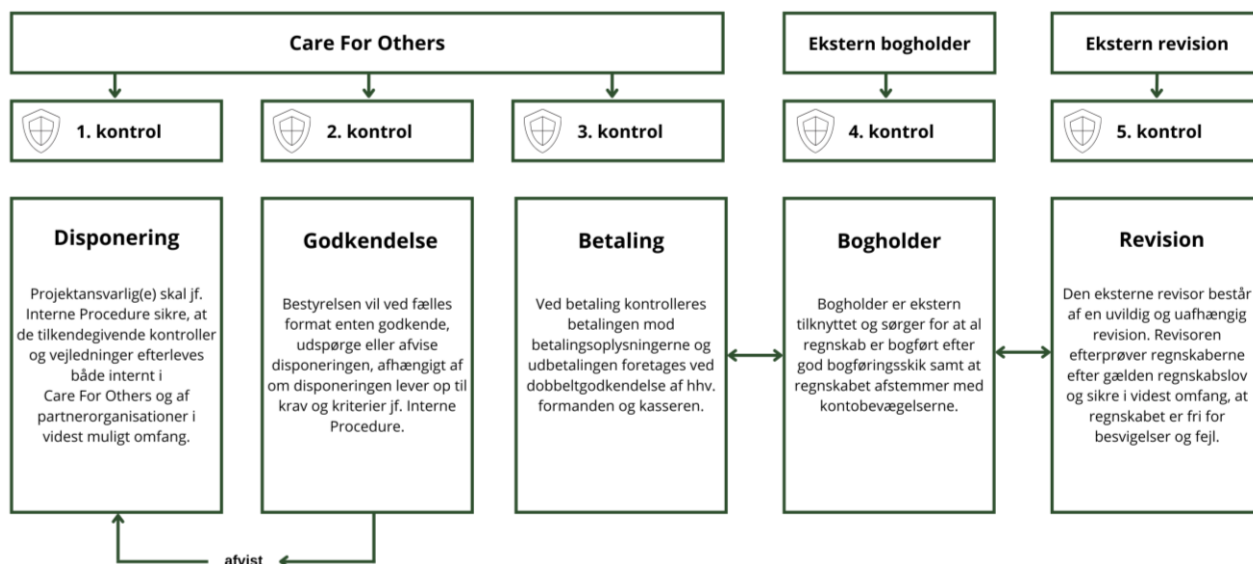 Care For Others
Ekstern bogholder
Ekstern revision
1. kontrol
2. kontrol
3. kontrol
4. kontrol
5. kontrol
Disponering
Projektansvarlig(e) skal jf.
Interne Procedure sikre, at
de tilkendegivende kontroller
og vejledninger efterleves
både internt i
Care For Others og af
partnerorganisationer i
videst muligt omfang.
Godkendelse
Bestyrelsen vil ved fælles
format enten godkende,
udspørge eller afvise
disponeringen, afhængigt af
om disponeringen lever op til
krav og kriterier jf. Interne
Procedure.
Betaling
Ved betaling kontrolleres
betalingen mod
betalingsoplysningerne og
udbetalingen foretages ved
dobbeltgodkendelse af hhv.
formanden og kasseren.
Bogholder
Bogholder er ekstern
tilknyttet og sørger for at al
regnskab er bogført efter
god bogføringsskik samt at
regnskabet afstemmer med
kontobevægelserne.
Revision
Den eksterne revisor består
af en uvildig og uafhængig
revision. Revisoren
efterprøver regnskaberne
efter gælden regnskabslov
og sikre i videst omfang, at
regnskabet er fri for
besvigelser og fejl.
afvist